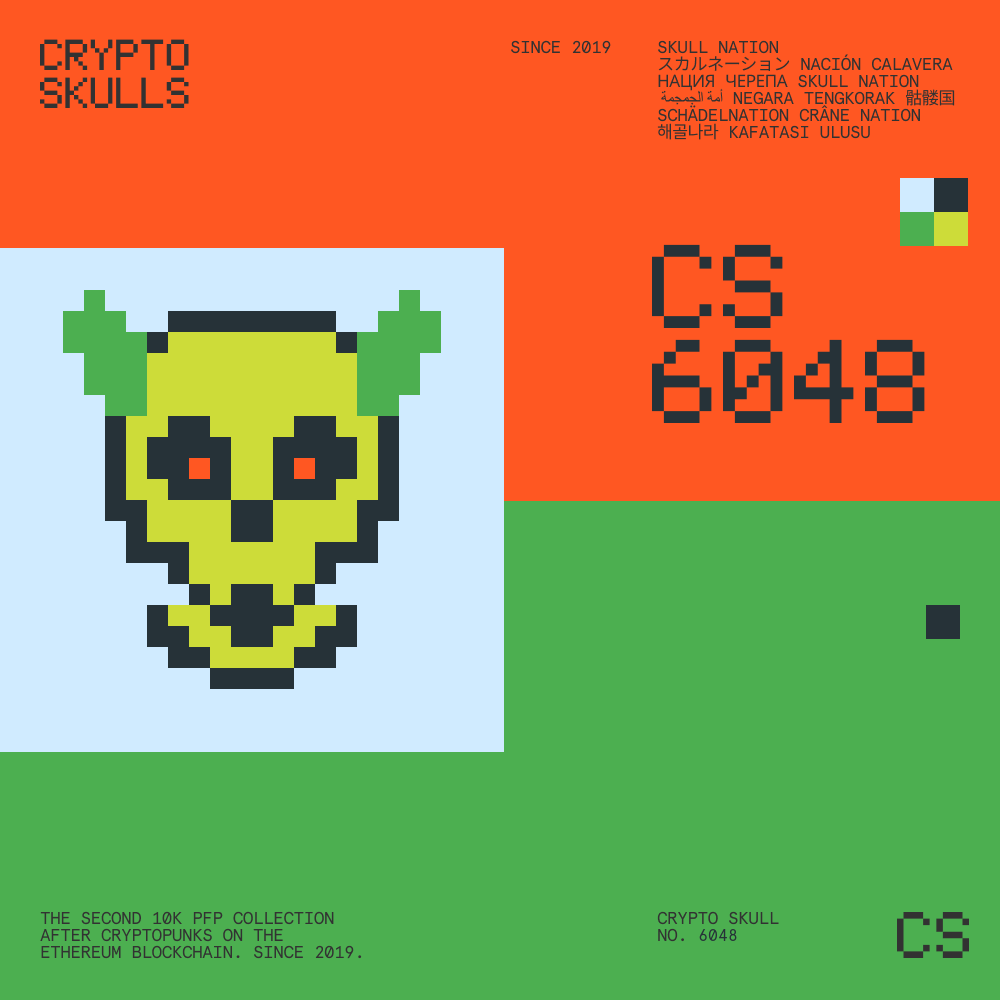 CRYPTO
SKULLS
SINCE 2019
SKULL NATION
スカルネーション NACIÓN CALAVERA
НАЦИЯ ЧЕРЕПА SKULL NATION
أمة الجمجمة NEGARA TENGKORAK 骷髅国
SCHÄDELNATION CRÂNE NATION
해골나라 KAFATASI ULUSU
CS
6048
THE SECOND 10K PFP COLLECTION
AFTER CRYPTOPUNKS ON THE
ETHEREUM BLOCKCHAIN. SINCE 2019.
CRYPTO SKULL
NO. 6048
CS